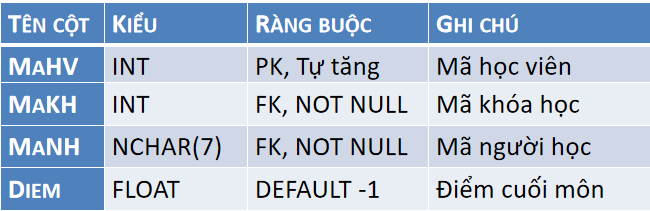 TÊN CỘT KIỂU RÀNG BUỘC GHI CHÚ
MAHV INT PK, Tự tăng Mã học viên
MAKH INT FK, NOT NULL Mã khóa học
MANH NCHAR(7) FK, NOT NULL Mã người học
DIEM FLOAT DEFAULT -1 Điểm cuối môn